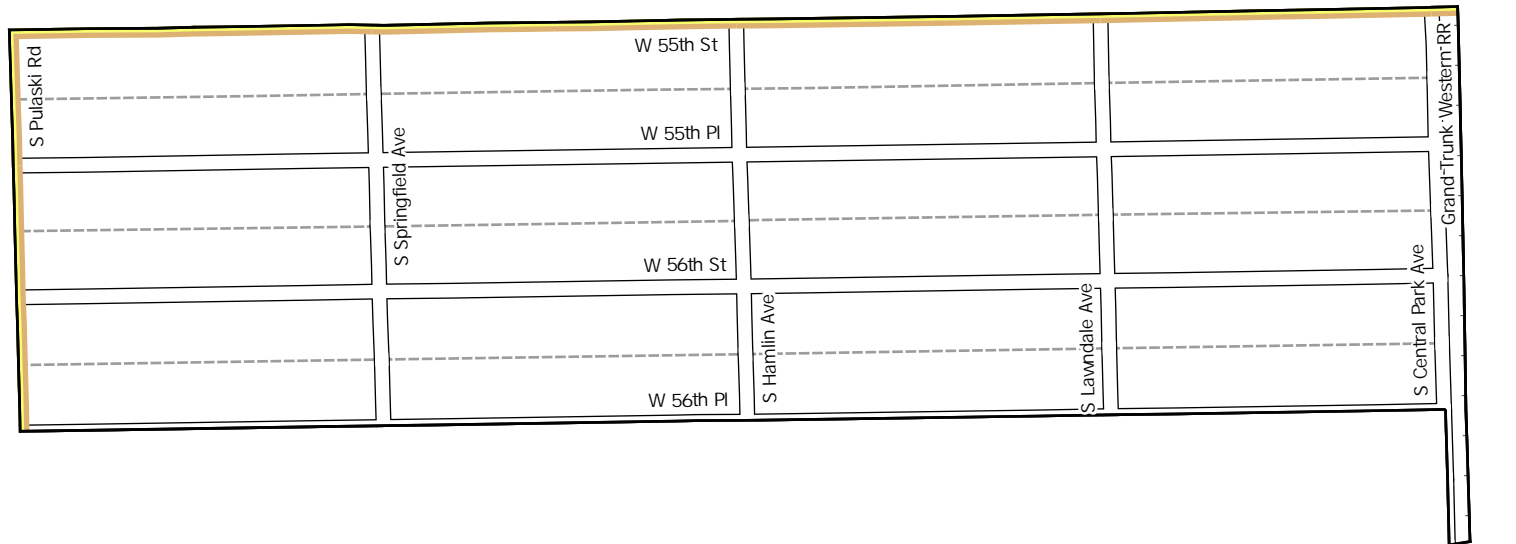 W 55th St
S Pulaski Rd
Grand Trunk Western RR
W 55th Pl
S Springfield Ave
W 56th St
S Hamlin Ave
S Lawndale Ave
S Central Park Ave
W 56th Pl